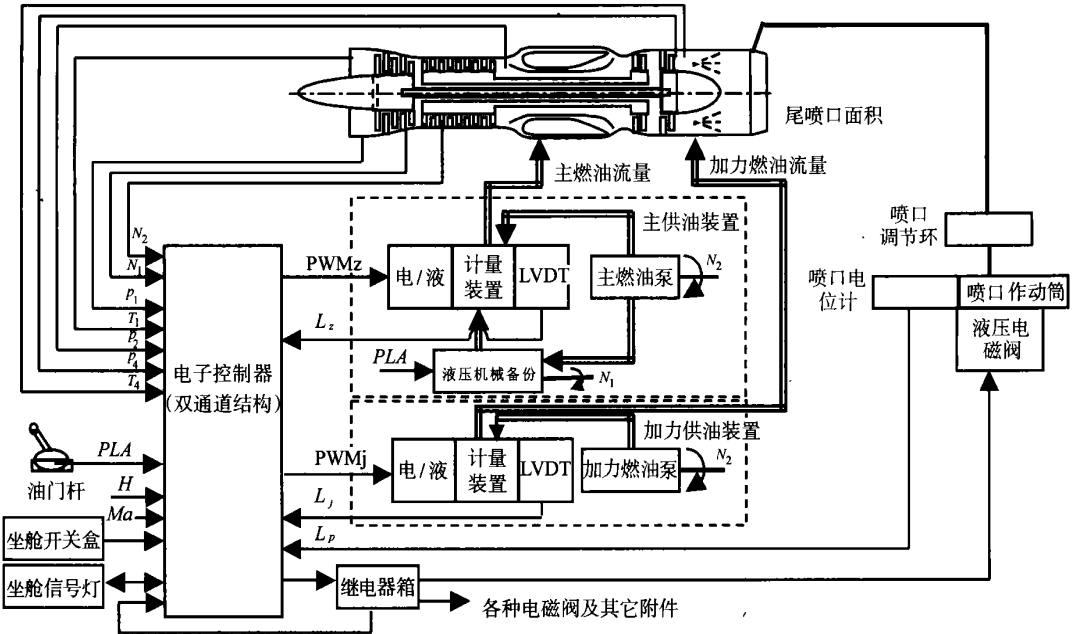 尾喷口面积
主燃油流量
加力燃油流量
喷口
调节环
主供油装置
N₂
N₁
p₁
T₁
p₂
p₄
T₄
电子控制器
(双通道结构)
PWMz
电/液
计量
装置
LVDT
主燃油泵
N₂
L_z
PLA
液压机械备份
N₁
喷口电
位计
喷口作动筒
液压电
磁阀
加力供油装置
PWMj
电/液
计量
装置
LVDT
加力燃油泵
N₂
L_j
L_p
油门杆
PLA
H
Ma
坐舱开关盒
坐舱信号灯
继电器箱
各种电磁阀及其它附件